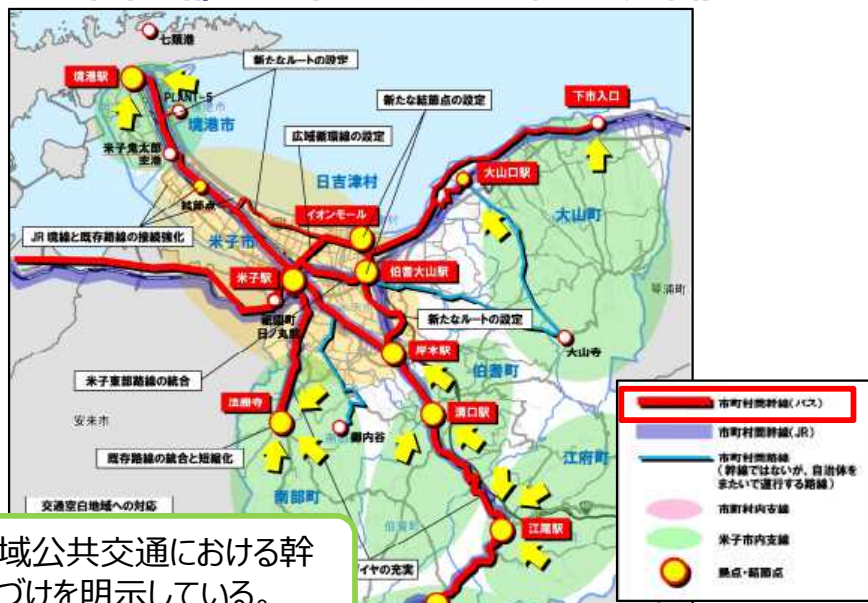 七類港
新たなルートの設定
境港駅
PLANT-5
境港市
新たな結節点の設定
下市入口
米子鬼太郎
空港
広域循環線の設定
大山口駅
日吉津村
結節点
イオンモール
大山町
JR境線と既存路線の接続強化
米子市
米子駅
伯耆大山駅
琴浦町
祇園町
日ノ丸
新たなルートの設定
大山寺
岸本駅
米子東部路線の統合
伯耆町
法勝寺
溝口駅
安来市
御内谷
既存路線の統合と短縮化
江府町
南部町
交通空白地域への対応
江尾駅
ダイヤの充実
域公共交通における幹
づけを明示している。
市町村間幹線(バス)
市町村間幹線(JR)
市町村間路線
(幹線ではないが、自治体を
またいで運行する路線)
市町村内支線
米子市内支線
拠点・結節点